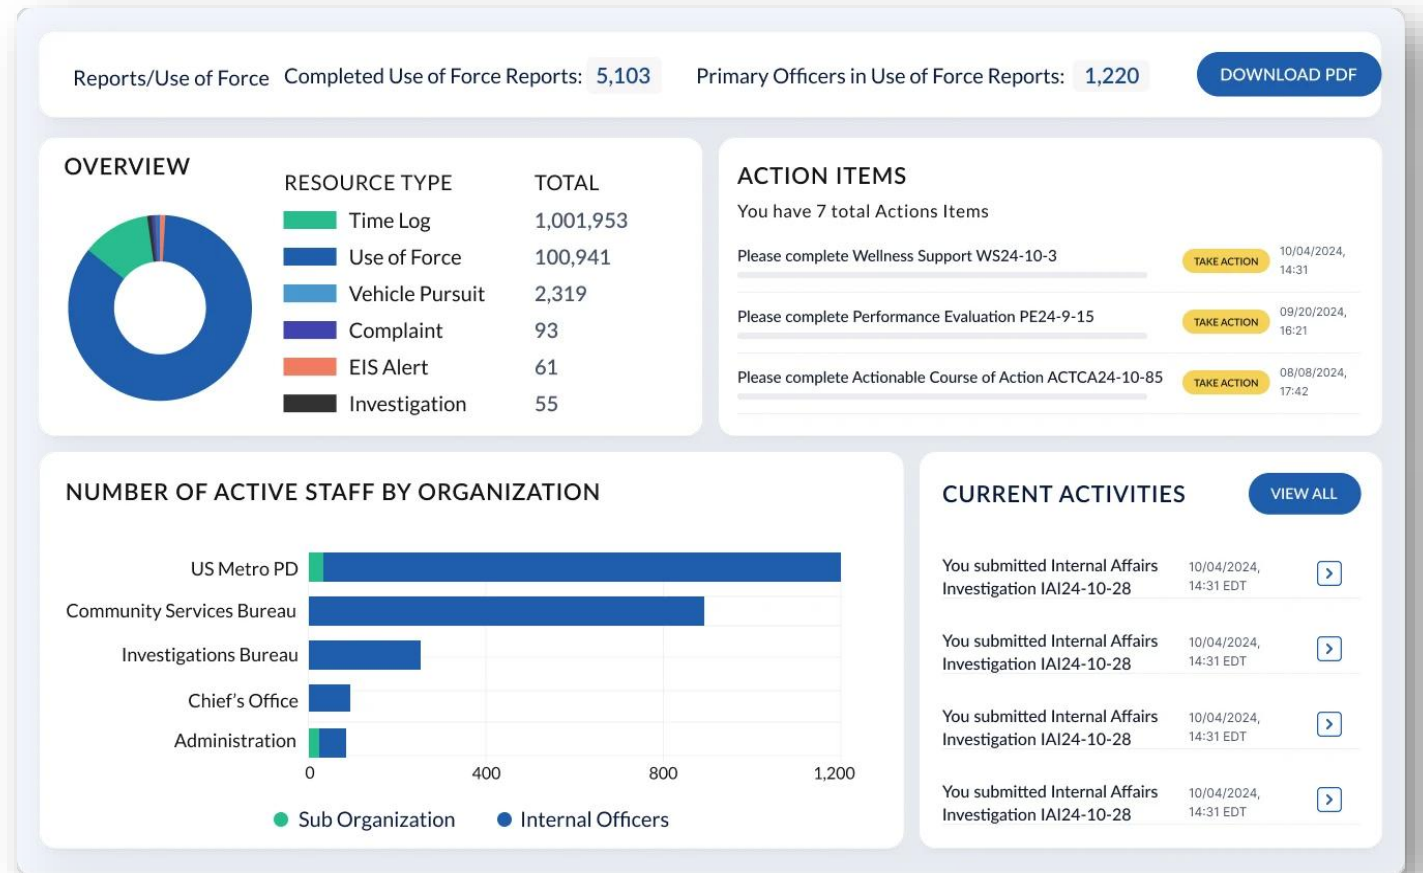 Reports/Use of Force Completed Use of Force Reports: 5,103 Primary Officers in Use of Force Reports: 1,220 DOWNLOAD PDF
OVERVIEW
RESOURCE TYPE TOTAL
Time Log 1,001,953
Use of Force 100,941
Vehicle Pursuit 2,319
Complaint 93
EIS Alert 61
Investigation 55
ACTION ITEMS
You have 7 total Actions Items
Please complete Wellness Support WS24-10-3 TAKE ACTION 10/04/2024,
14:31
Please complete Performance Evaluation PE24-9-15 TAKE ACTION 09/20/2024,
16:21
Please complete Actionable Course of Action ACTCA24-10-85 TAKE ACTION 08/08/2024,
17:42
NUMBER OF ACTIVE STAFF BY ORGANIZATION
US Metro PD
Community Services Bureau
Investigations Bureau
Chief's Office
Administration
0 400 800 1,200
Sub Organization Internal Officers
CURRENT ACTIVITIES VIEW ALL
You submitted Internal Affairs 10/04/2024,
Investigation IAI24-10-28 14:31 EDT
You submitted Internal Affairs 10/04/2024,
Investigation IAI24-10-28 14:31 EDT
You submitted Internal Affairs 10/04/2024,
Investigation IAI24-10-28 14:31 EDT
You submitted Internal Affairs 10/04/2024,
Investigation IAI24-10-28 14:31 EDT